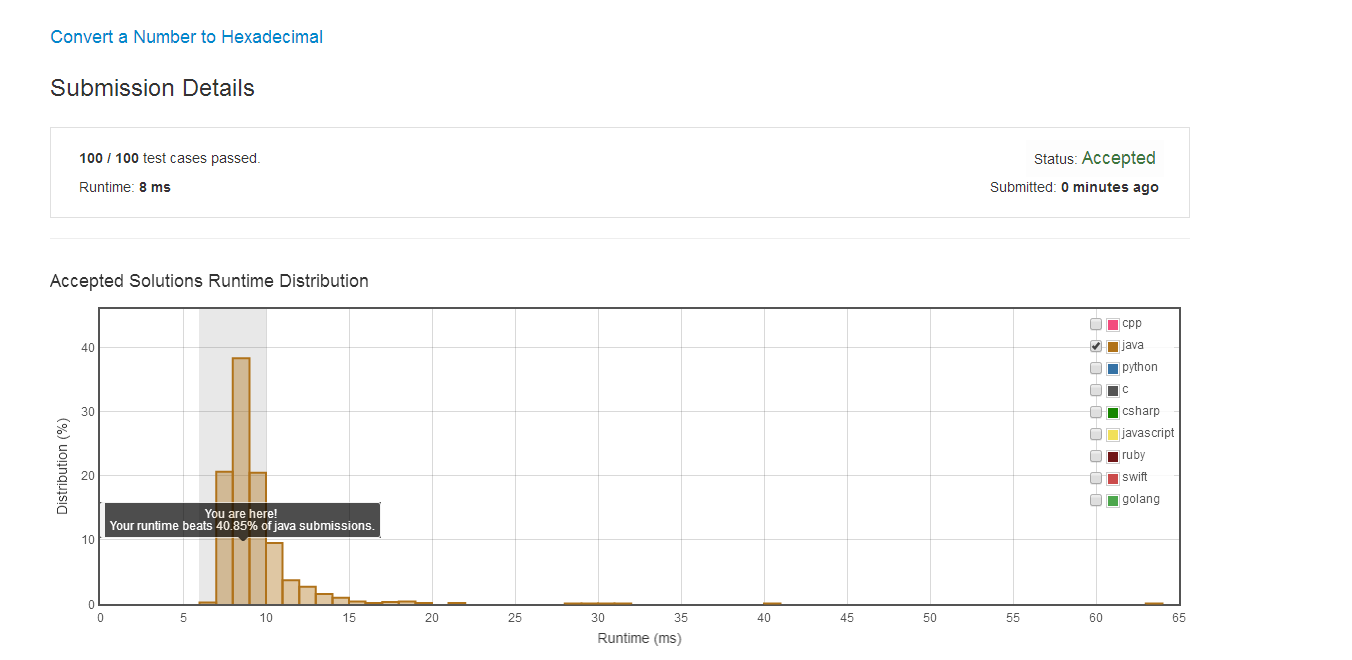 Convert a Number to Hexadecimal
Submission Details
100 / 100 test cases passed.
Status: Accepted
Runtime: 8 ms
Submitted: 0 minutes ago
Accepted Solutions Runtime Distribution
cpp
java
python
c
csharp
javascript
ruby
swift
golang
40
30
20
10
0
Distribution (%)
You are here!
Your runtime beats 40.85% of java submissions.
0 5 10 15 20 25 30 35 40 45 50 55 60 65
Runtime (ms)